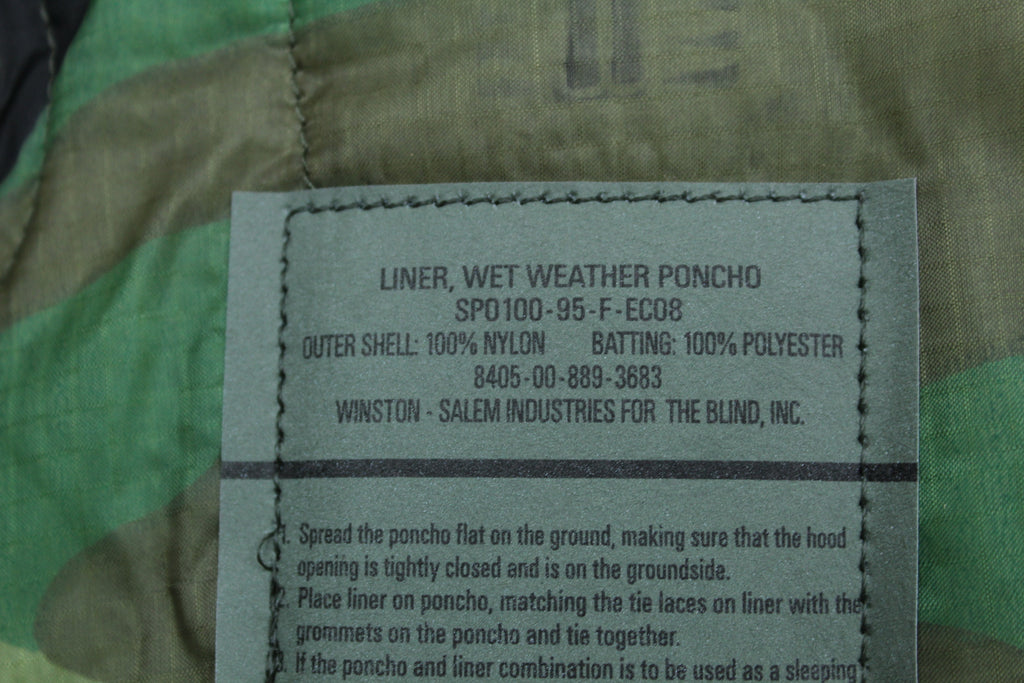 LINER, WET WEATHER PONCHO
SPO100-95-F-EC08
OUTER SHELL: 100% NYLON BATTING: 100% POLYESTER
8405-00-889-3683
WINSTON - SALEM INDUSTRIES FOR THE BLIND, INC.
1. Spread the poncho flat on the ground, making sure that the hood
opening is tightly closed and is on the groundside.
2. Place liner on poncho, matching the tie laces on liner with the
grommets on the poncho and tie together.
3. If the poncho and liner combination is to be used as a sleeping